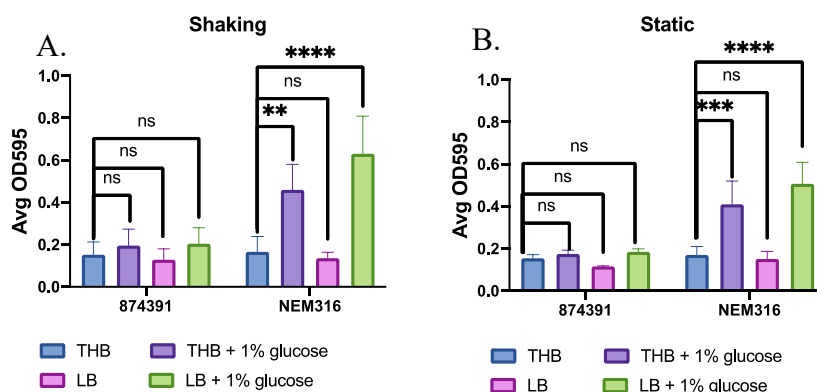 A.
Shaking
****
ns
**
ns
ns
ns
Avg OD595
1.0
0.8
0.6
0.4
0.2
0.0
874391
NEM316
THB
THB + 1% glucose
LB
LB + 1% glucose
B.
Static
****
ns
***
ns
ns
ns
Avg OD595
1.0
0.8
0.6
0.4
0.2
0.0
874391
NEM316
THB
THB + 1% glucose
LB
LB + 1% glucose